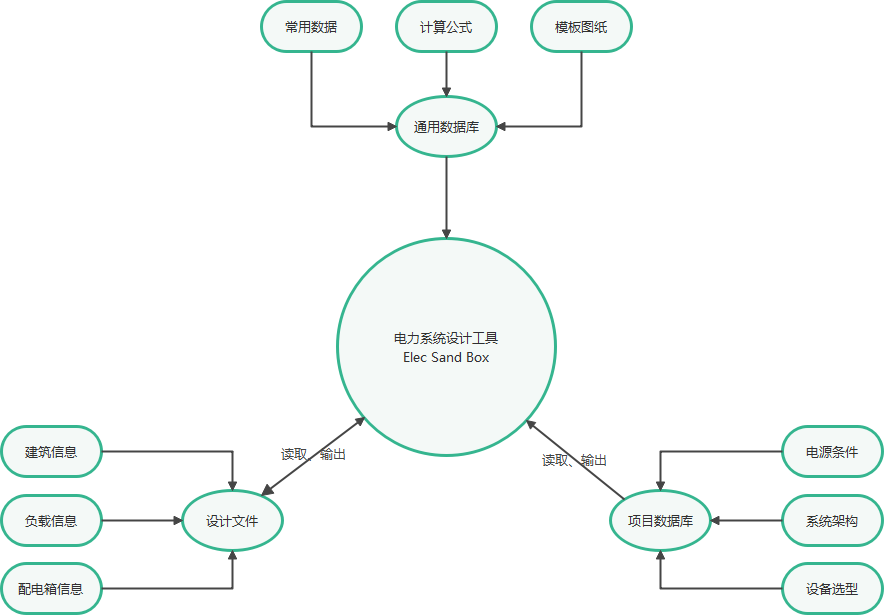 常用数据
计算公式
模板图纸
通用数据库
电力系统设计工具
Elec Sand Box
读取、输出
读取、输出
建筑信息
电源条件
负载信息
设计文件
项目数据库
系统架构
配电箱信息
设备选型